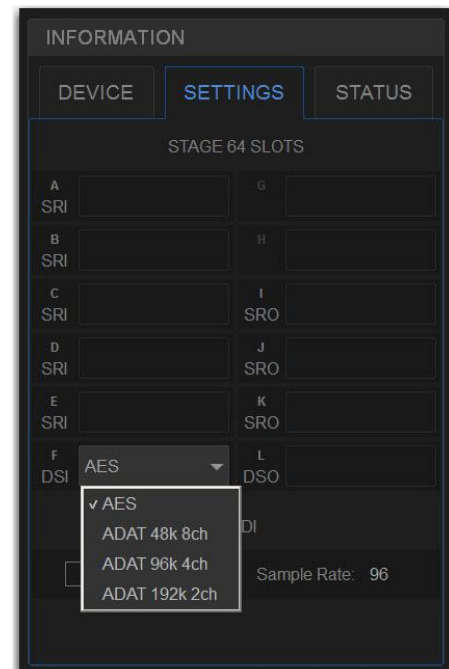 INFORMATION
DEVICE SETTINGS STATUS
STAGE 64 SLOTS
A G
SRI
B H
SRI
C I
SRI SRO
D J
SRI SRO
E K
SRI SRO
F L
DSI AES DSO
✓ AES
ADAT 48k 8ch
DI
ADAT 96k 4ch
Sample Rate: 96
ADAT 192k 2ch